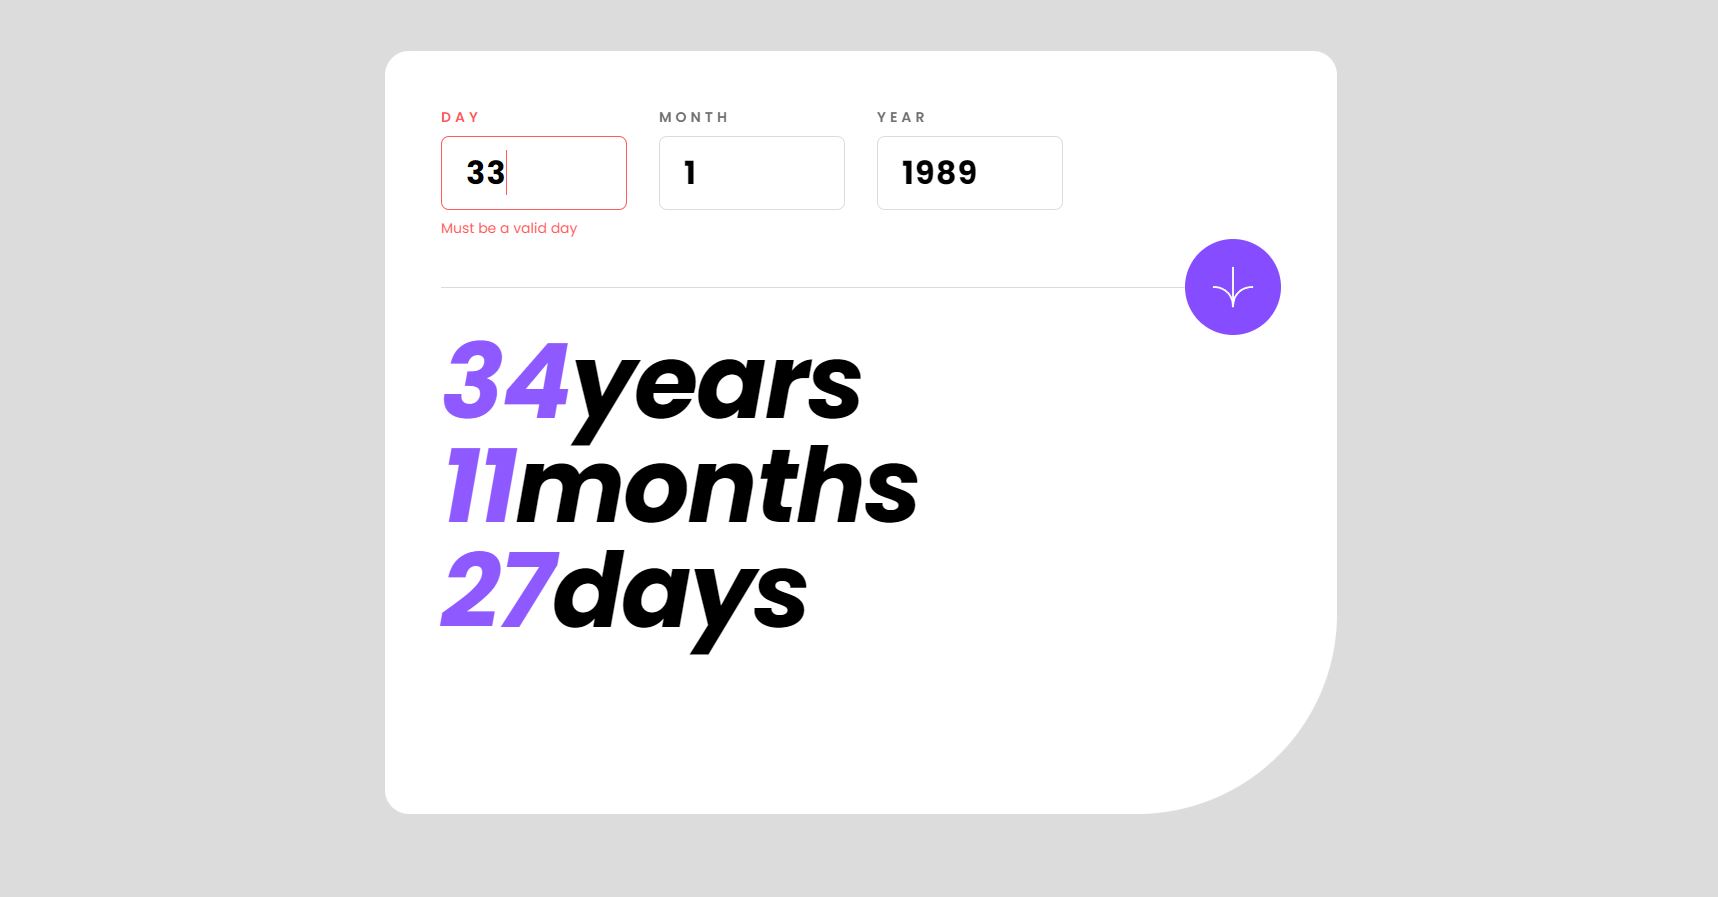 DAY MONTH YEAR
33 1 1989
Must be a valid day
34years
11months
27days